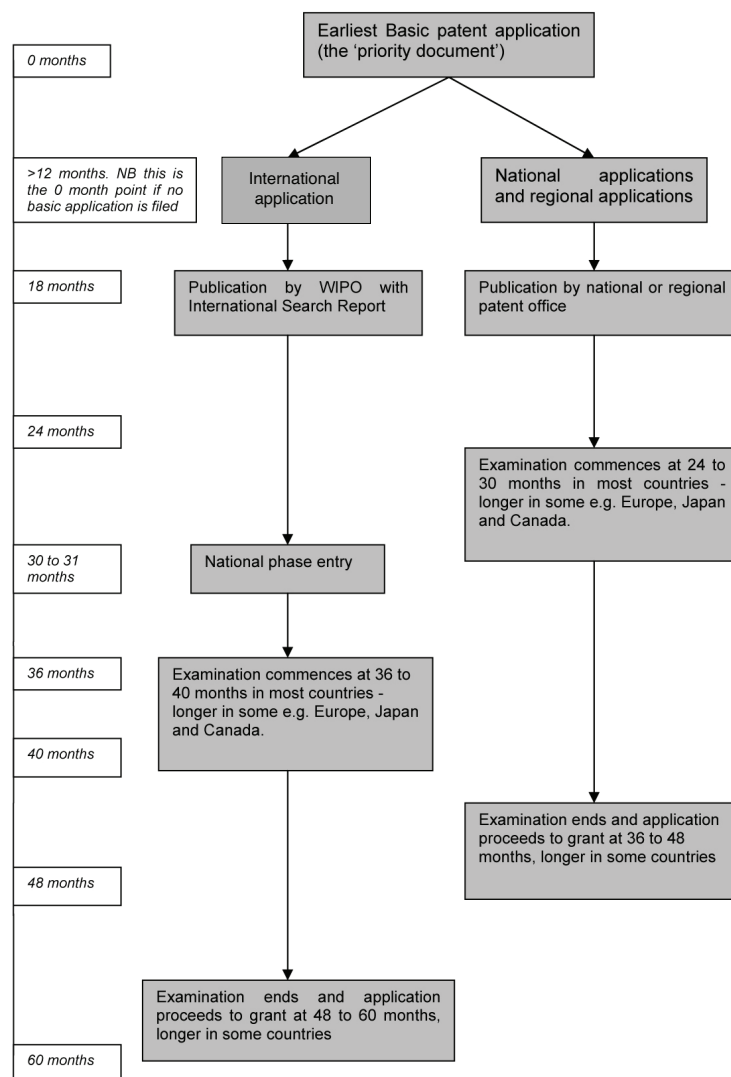 Earliest Basic patent application
(the ‘priority document’)
0 months
>12 months. NB this is
the 0 month point if no
basic application is filed
International
application
National applications
and regional applications
18 months
Publication by WIPO with
International Search Report
Publication by national or regional
patent office
24 months
Examination commences at 24 to
30 months in most countries -
longer in some e.g. Europe, Japan
and Canada.
30 to 31
months
National phase entry
36 months
Examination commences at 36 to
40 months in most countries -
longer in some e.g. Europe, Japan
and Canada.
40 months
Examination ends and application
proceeds to grant at 36 to 48
months, longer in some countries
48 months
Examination ends and application
proceeds to grant at 48 to 60 months,
longer in some countries
60 months